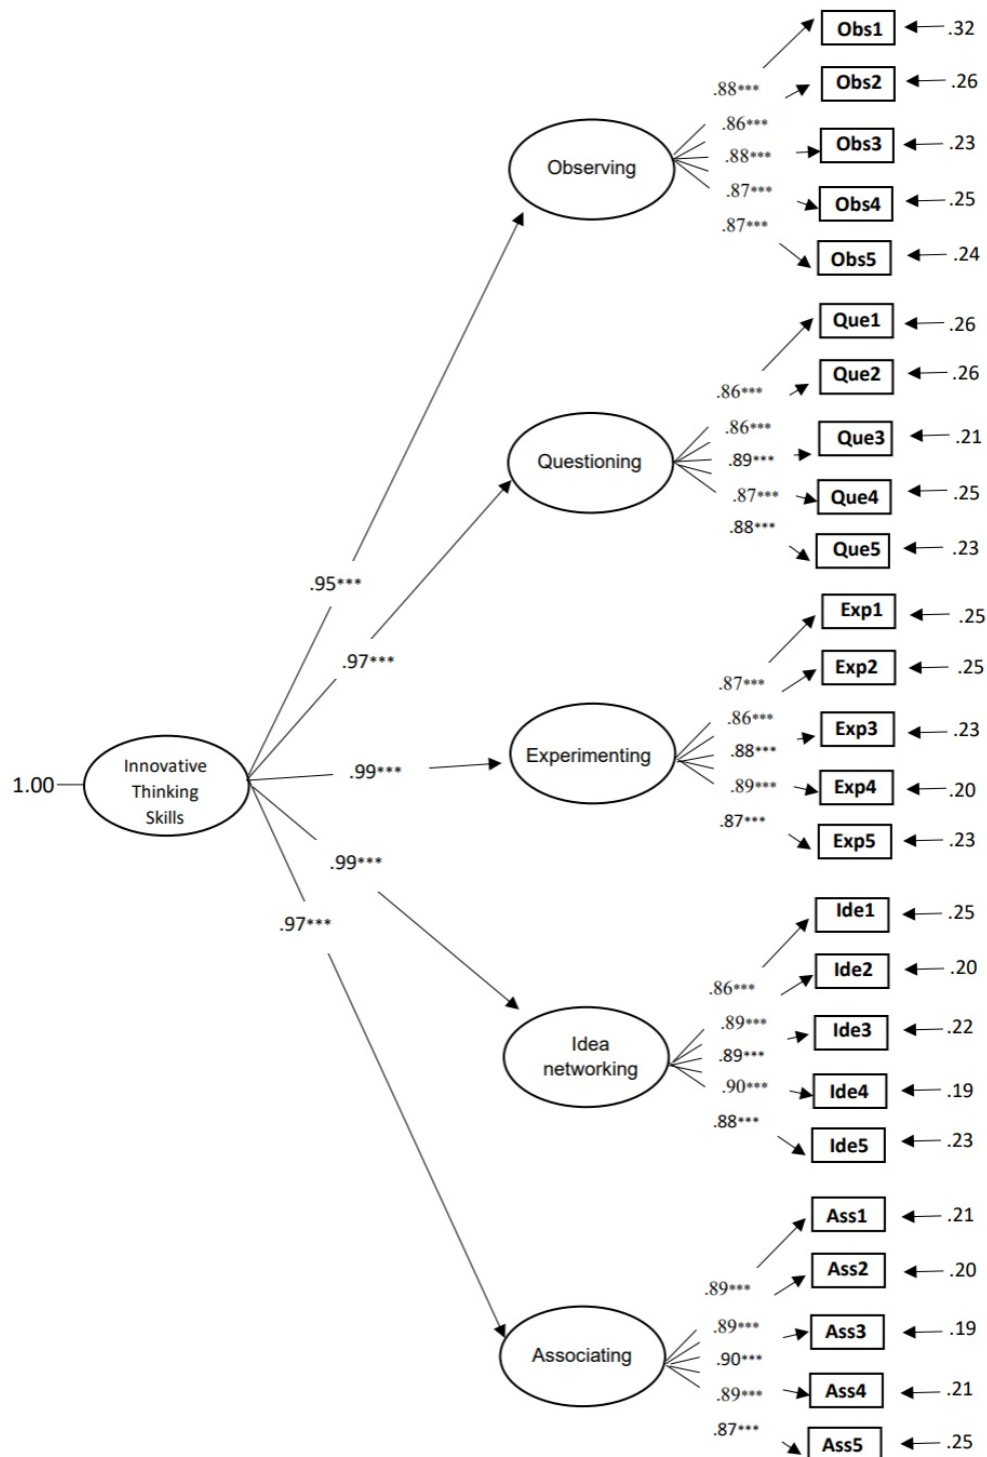 Obs1
.32
.88***
Obs2
.26
.86***
Obs3
.23
Observing
.88***
.87***
Obs4
.25
.87***
Obs5
.24
Que1
.26
.86***
Que2
.26
.86***
Que3
.21
Questioning
.89***
.87***
Que4
.25
.88***
Que5
.23
.95***
Exp1
.25
.97***
.87***
Exp2
.25
.86***
Exp3
.23
Experimenting
.88***
1.00
Innovative
Thinking
Skills
.99***
.89***
Exp4
.20
.87***
Exp5
.23
.99***
.97***
Ide1
.25
.86***
Ide2
.20
.89***
Ide3
.22
Idea
networking
.89***
.90***
Ide4
.19
.88***
Ide5
.23
Ass1
.21
.89***
Ass2
.20
.89***
Ass3
.19
Associating
.90***
.89***
Ass4
.21
.87***
Ass5
.25